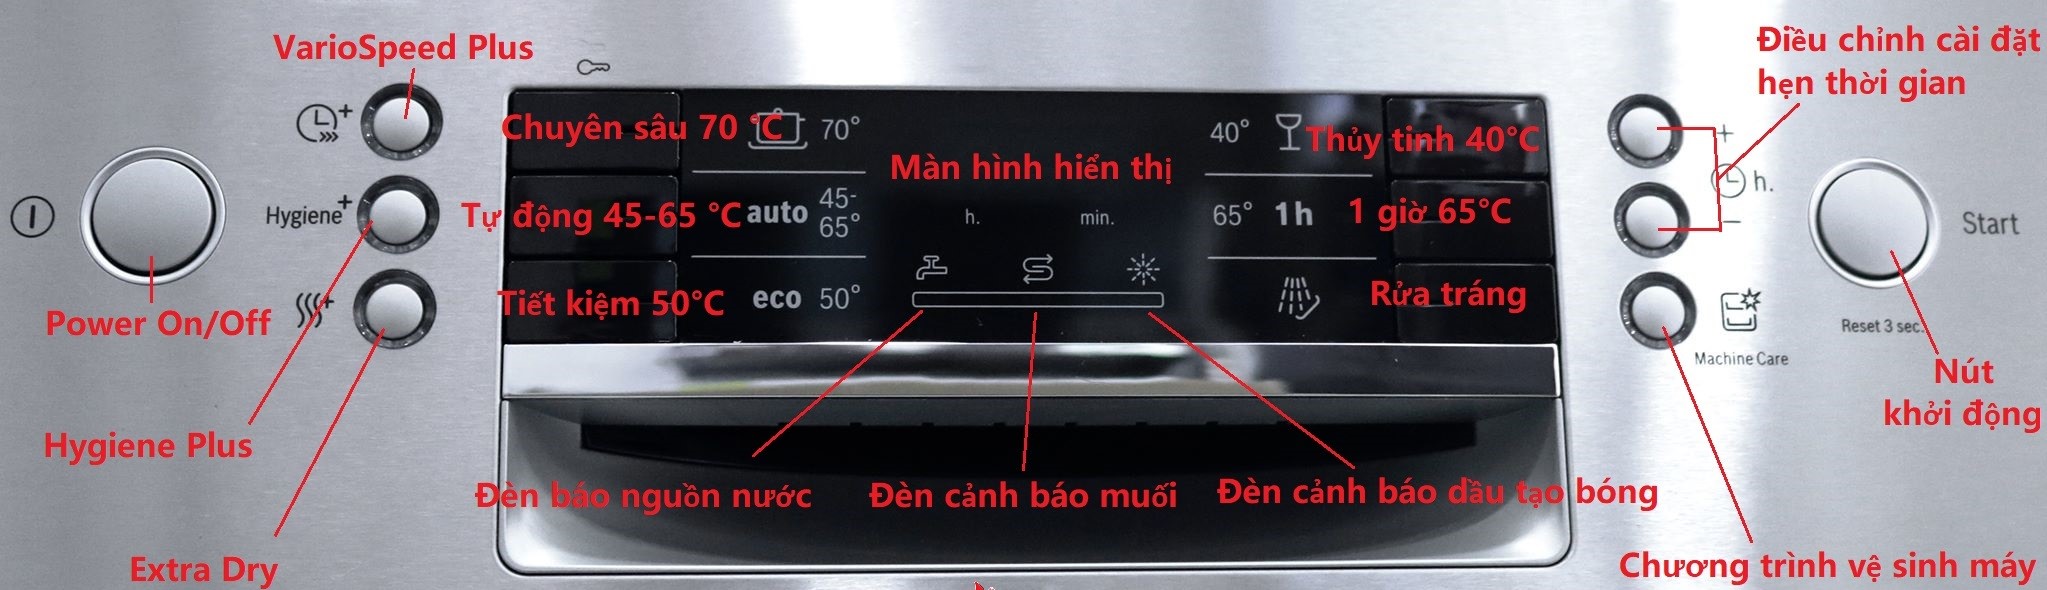 VarioSpeed Plus
Điều chỉnh cài đặt
hẹn thời gian
Chuyên sâu 70 °C
70°
40°
Thủy tinh 40°C
+
h.
Màn hình hiển thị
Hygiene+
Tự động 45-65 °C
auto
45-
65°
h.
min.
65°
1h
1 giờ 65°C
−
Start
Tiết kiệm 50°C
eco
50°
Rửa tráng
Power On/Off
Reset 3 sec.
Machine Care
Nút
khởi động
Hygiene Plus
Đèn báo nguồn nước
Đèn cảnh báo muối
Đèn cảnh báo dầu tạo bóng
Extra Dry
Chương trình vệ sinh máy